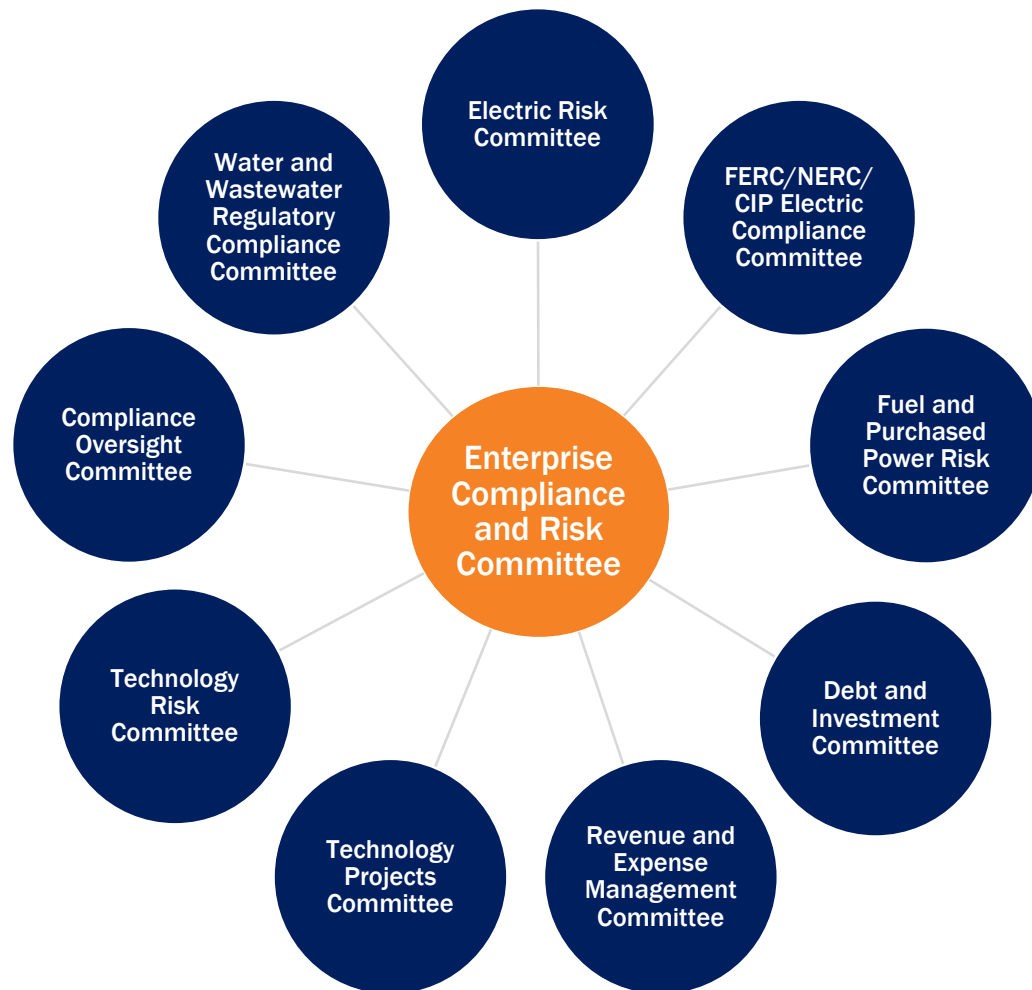 Electric Risk
Committee
FERC/NERC/
CIP Electric
Compliance
Committee
Fuel and
Purchased
Power Risk
Committee
Debt and
Investment
Committee
Revenue and
Expense
Management
Committee
Technology
Projects
Committee
Technology
Risk
Committee
Compliance
Oversight
Committee
Water and
Wastewater
Regulatory
Compliance
Committee
Enterprise
Compliance
and Risk
Committee